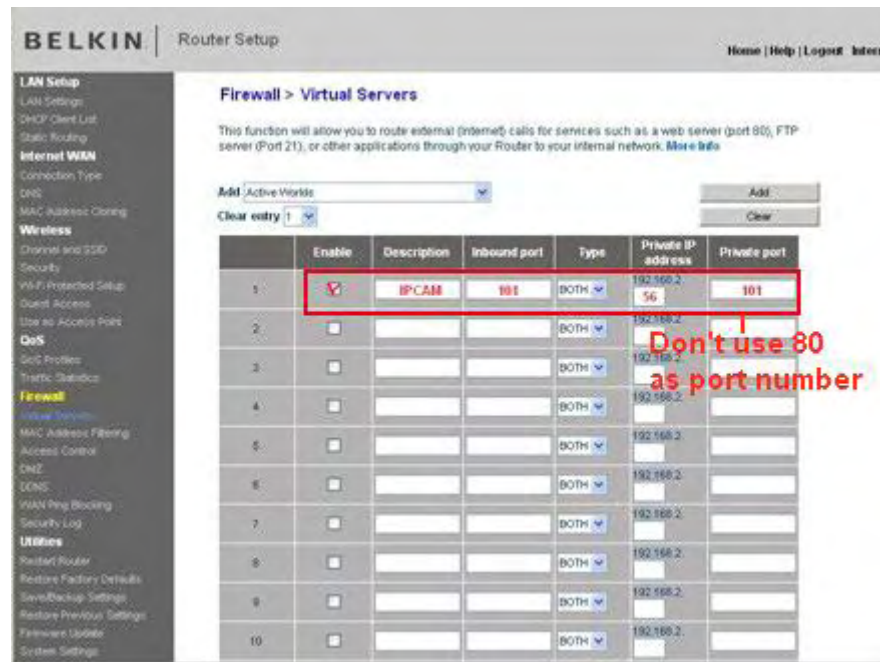 BELKIN | Router Setup
Home | Help | Logout Inter
LAN Setup
LAN Settings
DHCP Client List
Static Routing
Internet WAN
Connection Type
DNS
MAC Address Cloning
Wireless
Channel and SSID
Security
Wi-Fi Protected Setup
Guest Access
Use as Access Point
QoS
QoS Profiles
Traffic Statistics
Firewall
Virtual Servers
MAC Address Filtering
Access Control
DMZ
DDNS
WAN Ping Blocking
Security Log
Utilities
Restart Router
Restore Factory Defaults
Save/Backup Settings
Restore Previous Settings
Firmware Update
System Settings
Firewall > Virtual Servers
This function will allow you to route external (Internet) calls for services such as a web server (port 80), FTP
server (Port 21), or other applications through your Router to your internal network. More Info
Add Active Worlds Add
Clear entry 1 Clear
Enable Description Inbound port Type Private IP address Private port
1 IPCAM 101 BOTH 192.168.2. 56 101
2 BOTH 192.168.2.
Don't use 80
as port number
3 BOTH 192.168.2.
4 BOTH 192.168.2.
5 BOTH 192.168.2.
6 BOTH 192.168.2.
7 BOTH 192.168.2.
8 BOTH 192.168.2.
9 BOTH 192.168.2.
10 BOTH 192.168.2.